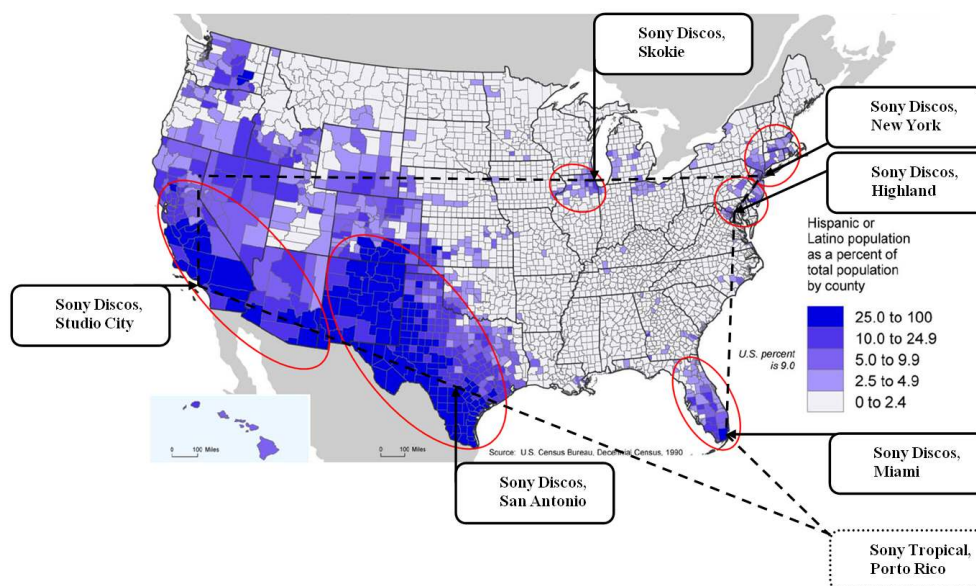 Sony Discos,
Skokie
Sony Discos,
New York
Sony Discos,
Highland
Hispanic or
Latino population
as a percent of
total population
by county
25.0 to 100
10.0 to 24.9
5.0 to 9.9
2.5 to 4.9
0 to 2.4
U.S. percent
is 9.0
Sony Discos,
Studio City
0 100 Miles
0 100 Miles
Source: U.S. Census Bureau, Decennial Census, 1990
Sony Discos,
Miami
Sony Discos,
San Antonio
Sony Tropical,
Porto Rico